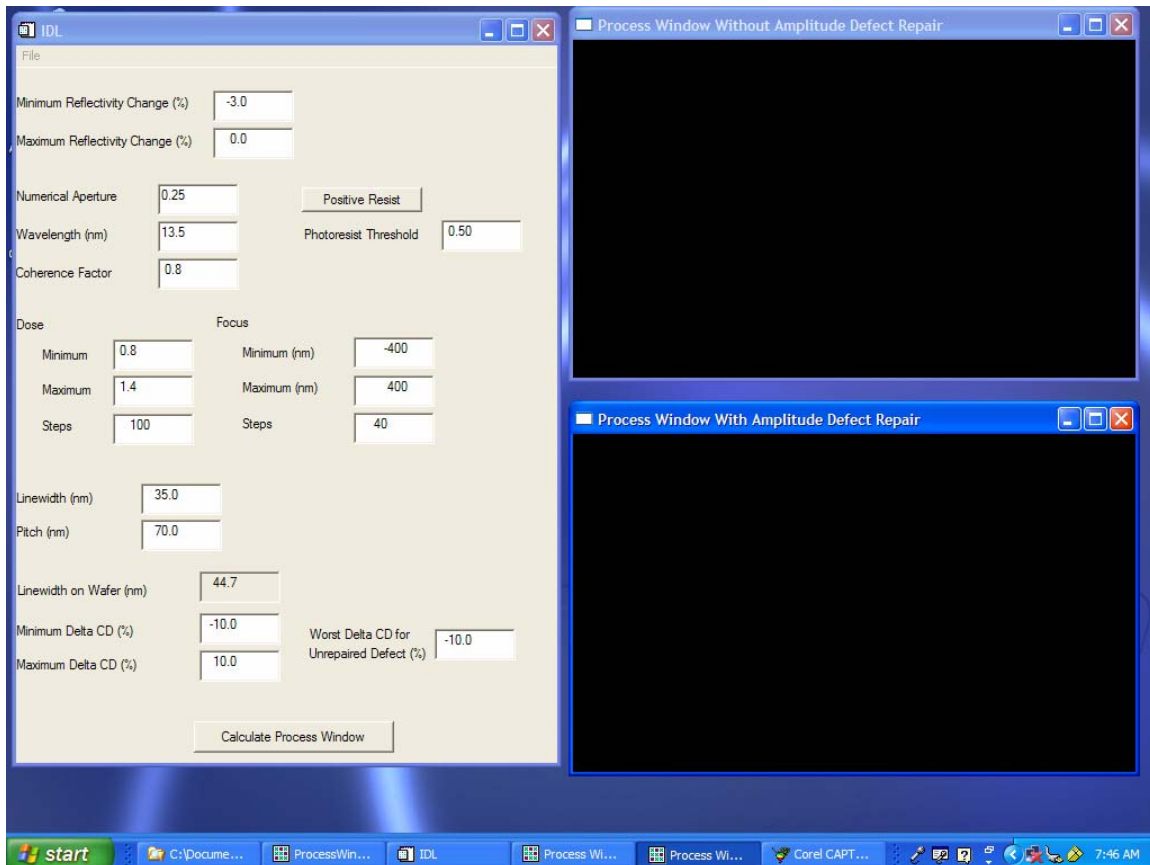 IDL
File
Minimum Reflectivity Change (%) -3.0
Maximum Reflectivity Change (%) 0.0
Numerical Aperture 0.25 Positive Resist
Wavelength (nm) 13.5 Photoresist Threshold 0.50
Coherence Factor 0.8
Dose Focus
Minimum 0.8 Minimum (nm) -400
Maximum 1.4 Maximum (nm) 400
Steps 100 Steps 40
Linewidth (nm) 35.0
Pitch (nm) 70.0
Linewidth on Wafer (nm) 44.7
Minimum Delta CD (%) -10.0
Maximum Delta CD (%) 10.0
Worst Delta CD for
Unrepaired Defect (%) -10.0
Calculate Process Window
Process Window Without Amplitude Defect Repair
Process Window With Amplitude Defect Repair
start C:\Docume... ProcessWin... IDL Process Wi... Process Wi... Corel CAPT... 7:46 AM